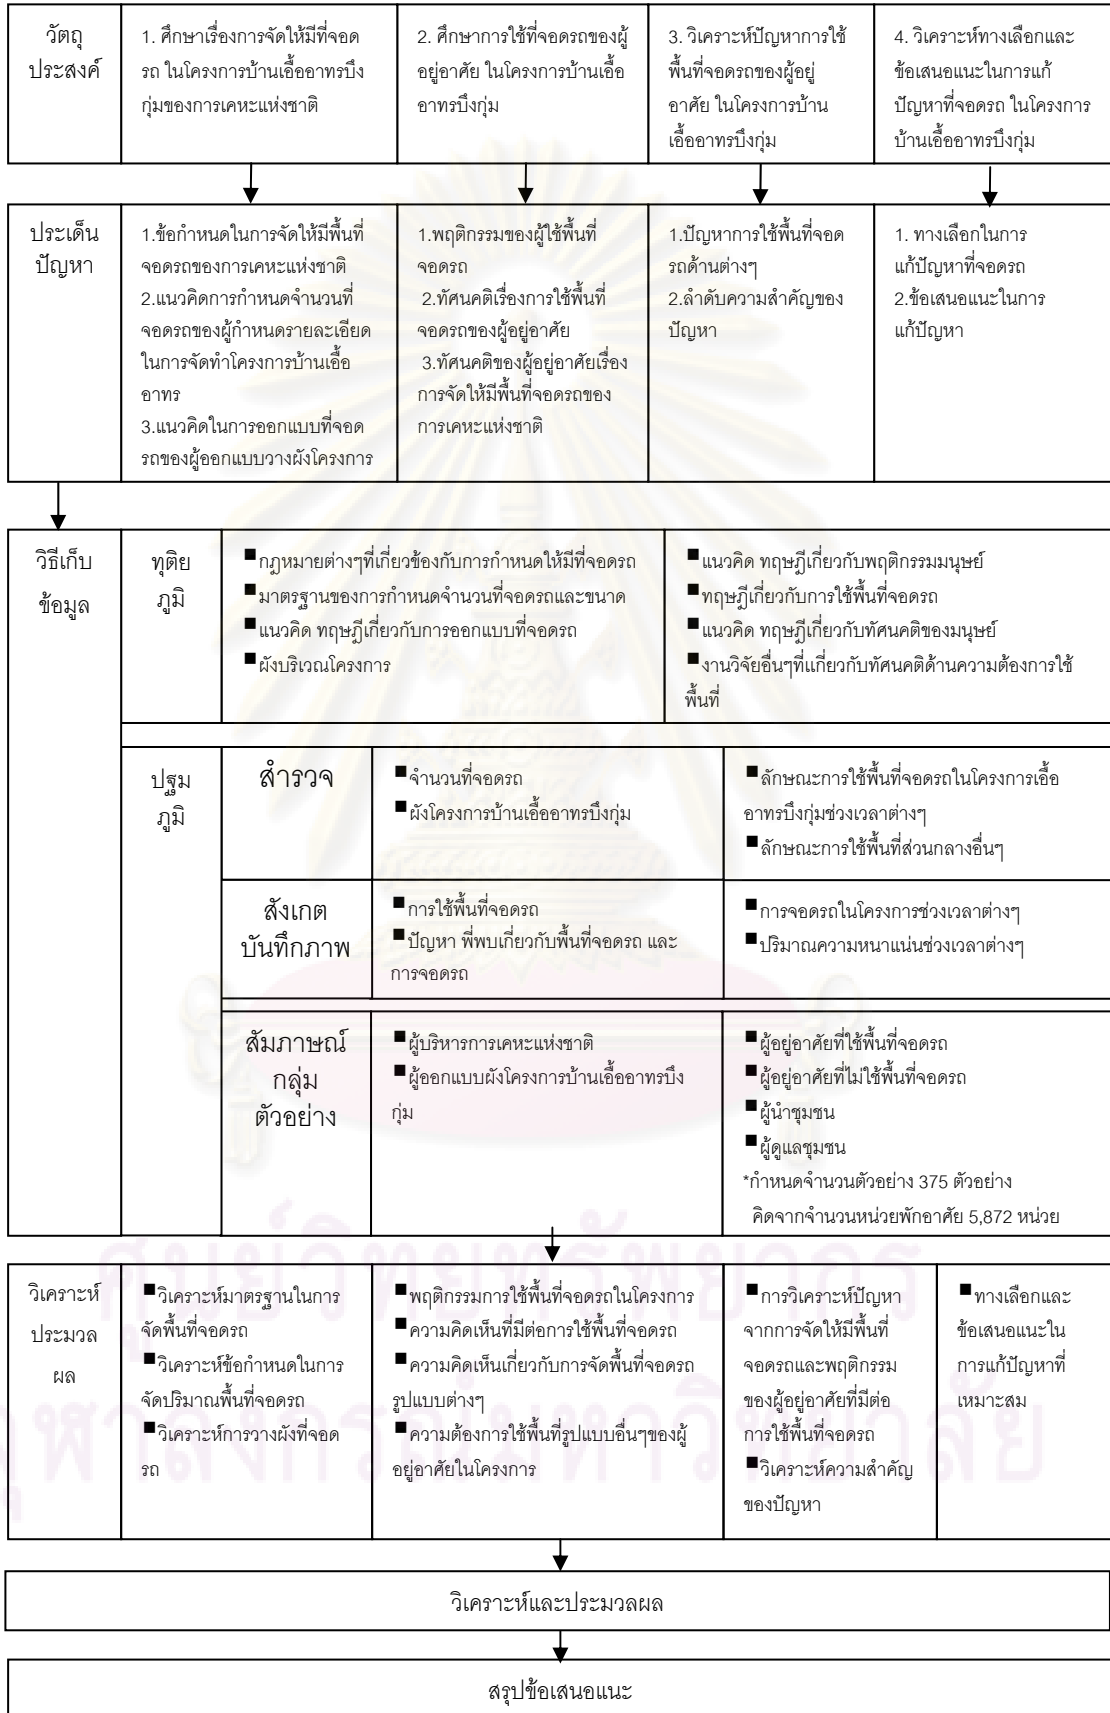 วัตถุ
ประสงค์
1. ศึกษาเรื่องการจัดให้มีที่จอด
รถ ในโครงการบ้านเอื้ออาทรบึง
กุ่มของการเคหะแห่งชาติ
2. ศึกษาการใช้ที่จอดรถของผู้
อยู่อาศัย ในโครงการบ้านเอื้อ
อาทรบึงกุ่ม
3. วิเคราะห์ปัญหาการใช้
พื้นที่จอดรถของผู้อยู่
อาศัย ในโครงการบ้าน
เอื้ออาทรบึงกุ่ม
4. วิเคราะห์ทางเลือกและ
ข้อเสนอแนะในการแก้
ปัญหาที่จอดรถ ในโครงการ
บ้านเอื้ออาทรบึงกุ่ม
ประเด็น
ปัญหา
1.ข้อกำหนดในการจัดให้มีพื้นที่
จอดรถของการเคหะแห่งชาติ
2.แนวคิดการกำหนดจำนวนที่
จอดรถของผู้กำหนดรายละเอียด
ในการจัดทำโครงการบ้านเอื้อ
อาทร
3.แนวคิดในการออกแบบที่จอด
รถของผู้ออกแบบวางผังโครงการ
1.พฤติกรรมของผู้ใช้พื้นที่
จอดรถ
2.ทัศนคติเรื่องการใช้พื้นที่
จอดรถของผู้อยู่อาศัย
3.ทัศนคติของผู้อยู่อาศัยเรื่อง
การจัดให้มีพื้นที่จอดรถของ
การเคหะแห่งชาติ
1.ปัญหาการใช้พื้นที่จอด
รถด้านต่างๆ
2.ลำดับความสำคัญของ
ปัญหา
1. ทางเลือกในการ
แก้ปัญหาที่จอดรถ
2.ข้อเสนอแนะในการ
แก้ปัญหา
วิธีเก็บ
ข้อมูล
ทุติย
ภูมิ
■กฎหมายต่างๆที่เกี่ยวข้องกับการกำหนดให้มีที่จอดรถ
■มาตรฐานของการกำหนดจำนวนที่จอดรถและขนาด
■แนวคิด ทฤษฎีเกี่ยวกับการออกแบบที่จอดรถ
■ผังบริเวณโครงการ
■แนวคิด ทฤษฎีเกี่ยวกับพฤติกรรมมนุษย์
■ทฤษฎีเกี่ยวกับการใช้พื้นที่จอดรถ
■แนวคิด ทฤษฎีเกี่ยวกับทัศนคติของมนุษย์
■งานวิจัยอื่นๆที่เเกี่ยวกับทัศนคติด้านความต้องการใช้
พื้นที่
ปฐม
ภูมิ
สำรวจ
■จำนวนที่จอดรถ
■ผังโครงการบ้านเอื้ออาทรบึงกุ่ม
■ลักษณะการใช้พื้นที่จอดรถในโครงการเอื้อ
อาทรบึงกุ่มช่วงเวลาต่างๆ
■ลักษณะการใช้พื้นที่ส่วนกลางอื่นๆ
สังเกต
บันทึกภาพ
■การใช้พื้นที่จอดรถ
■ปัญหา พี่พบเกี่ยวกับพื้นที่จอดรถ และ
การจอดรถ
■การจอดรถในโครงการช่วงเวลาต่างๆ
■ปริมาณความหนาแน่นช่วงเวลาต่างๆ
สัมภาษณ์
กลุ่ม
ตัวอย่าง
■ผู้บริหารการเคหะแห่งชาติ
■ผู้ออกแบบผังโครงการบ้านเอื้ออาทรบึง
กุ่ม
■ผู้อยู่อาศัยที่ใช้พื้นที่จอดรถ
■ผู้อยู่อาศัยที่ไม่ใช้พื้นที่จอดรถ
■ผู้นำชุมชน
■ผู้ดูแลชุมชน
*กำหนดจำนวนตัวอย่าง 375 ตัวอย่าง
คิดจากจำนวนหน่วยพักอาศัย 5,872 หน่วย
วิเคราะห์
ประมวล
ผล
■วิเคราะห์มาตรฐานในการ
จัดพื้นที่จอดรถ
■วิเคราะห์ข้อกำหนดในการ
จัดปริมาณพื้นที่จอดรถ
■วิเคราะห์การวางผังที่จอด
รถ
■พฤติกรรมการใช้พื้นที่จอดรถในโครงการ
■ความคิดเห็นที่มีต่อการใช้พื้นที่จอดรถ
■ความคิดเห็นเกี่ยวกับการจัดพื้นที่จอดรถ
รูปแบบต่างๆ
■ความต้องการใช้พื้นที่รูปแบบอื่นๆของผู้
อยู่อาศัยในโครงการ
■การวิเคราะห์ปัญหา
จากการจัดให้มีพื้นที่
จอดรถและพฤติกรรม
ของผู้อยู่อาศัยที่มีต่อ
การใช้พื้นที่จอดรถ
■วิเคราะห์ความสำคัญ
ของปัญหา
■ทางเลือกและ
ข้อเสนอแนะใน
การแก้ปัญหาที่
เหมาะสม
วิเคราะห์และประมวลผล
สรุปข้อเสนอแนะ
ศูนย์วิทยทรัพยากร
จุฬาลงกรณ์มหาวิทยาลัย